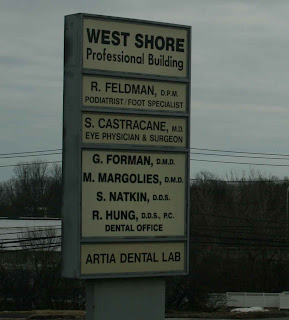 WEST SHORE
Professional Building
R. FELDMAN, D.P.M.
PODIATRIST/FOOT SPECIALIST
S. CASTRACANE, M.D.
EYE PHYSICIAN & SURGEON
G. FORMAN, D.M.D.
M. MARGOLIES, D.M.D.
S. NATKIN, D.D.S.
R. HUNG, D.D.S., P.C.
DENTAL OFFICE
ARTIA DENTAL LAB